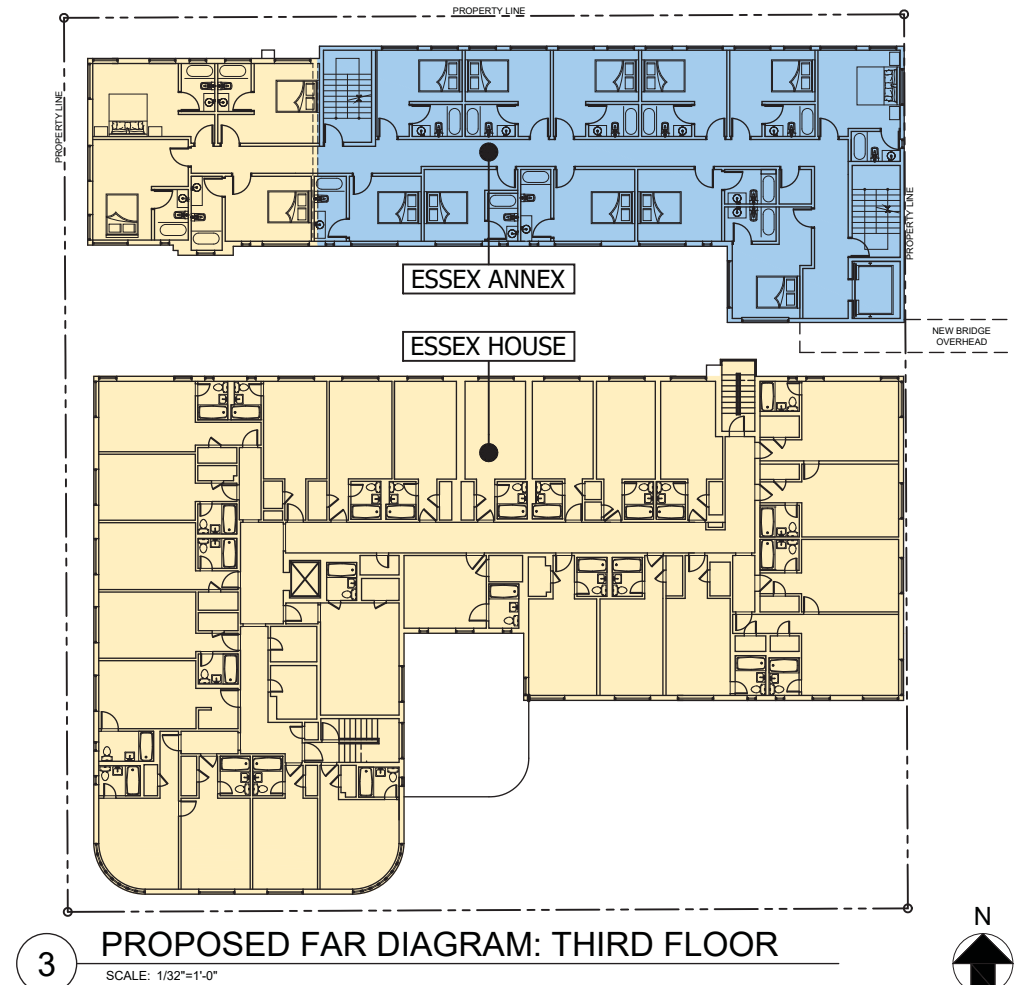 PROPERTY LINE
PROPERTY LINE
PROPERTY LINE
ESSEX ANNEX
ESSEX HOUSE
NEW BRIDGE
OVERHEAD
3
PROPOSED FAR DIAGRAM: THIRD FLOOR
SCALE: 1/32"=1'-0"
N